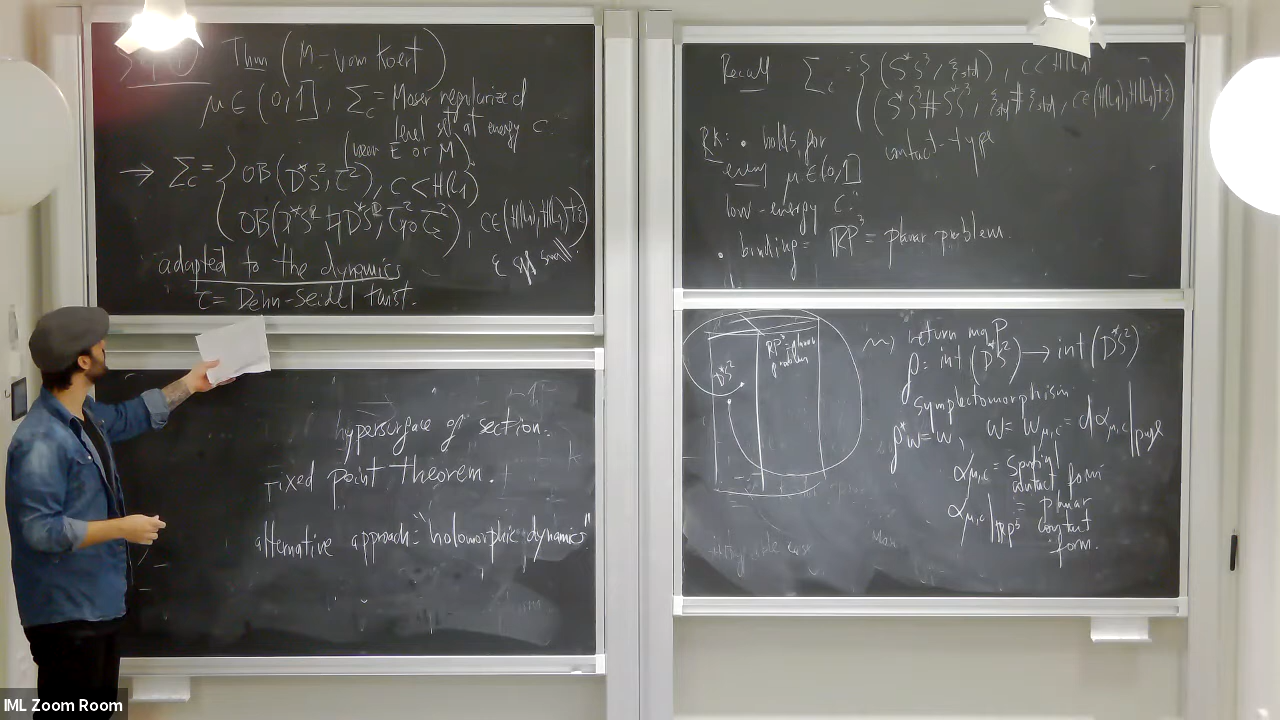 Thm (M-van Koert)
μ∈(0,1], Σ_c = Moser regularized
level set at energy c.
(near E or M)
→ Σ_c = { OB(D*S², τ²), c<H(L₁)
OB(D*S²♮D*S², τ₁²∘τ₂²), c∈(H(L₁),H(L₁)+ε)
adapted to the dynamics
ε small
τ = Dehn-Seidel twist.
hypersurface of section.
Fixed point theorem.
alternative approach: "holomorphic dynamics"
Recall Σ_c = { (S*S³, ξ_std), c<H(L₁)
(S*S³#S*S³, ξ_std#ξ_std, c∈(H(L₁),H(L₁)+ε)
contact-type
RK: • holds for
every μ∈(0,1]
low-energy c.
• binding = RP³ = planar problem.
D*S²
RP³=planar
problem
return map
ρ: int(D*S²) → int(D*S²)
symplectomorphism
ρ*w=w, w = w_μ,c = dα_μ,c|page
α_μ,c = spatial
contact form
α_μ,c|RP³ = planar
contact
form.
IML Zoom Room